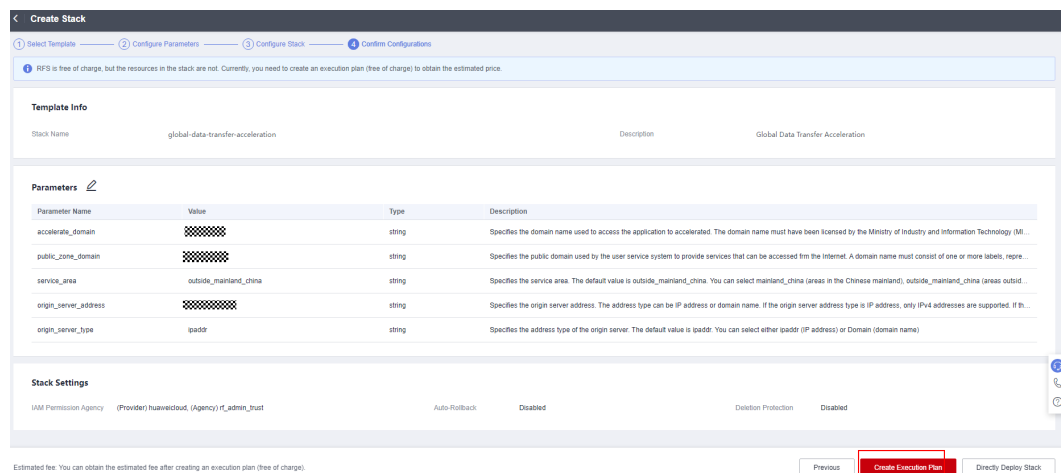 Create Stack
1 Select Template 2 Configure Parameters 3 Configure Stack 4 Confirm Configurations
RFS is free of charge, but the resources in the stack are not. Currently, you need to create an execution plan (free of charge) to obtain the estimated price.
Template Info
Stack Name global-data-transfer-acceleration Description Global Data Transfer Acceleration
Parameters
Parameter Name Value Type Description
accelerate_domain string Specifies the domain name used to access the application to accelerated. The domain name must have been licensed by the Ministry of Industry and Information Technology (MI...
public_zone_domain string Specifies the public domain used by the user service system to provide services that can be accessed frm the Internet. A domain name must consist of one or more labels, repre...
service_area outside_mainland_china string Specifies the service area. The default value is outside_mainland_china. You can select mainland_china (areas in the Chinese mainland), outside_mainland_china (areas outsid...
origin_server_address string Specifies the origin server address. The address type can be IP address or domain name. If the origin server address type is IP address, only IPv4 addresses are supported. If th...
origin_server_type ipaddr string Specifies the address type of the origin server. The default value is ipaddr. You can select either ipaddr (IP address) or Domain (domain name)
Stack Settings
IAM Permission Agency (Provider) huaweicloud, (Agency) rf_admin_trust Auto-Rollback Disabled Deletion Protection Disabled
Estimated fee: You can obtain the estimated fee after creating an execution plan (free of charge). Previous Create Execution Plan Directly Deploy Stack